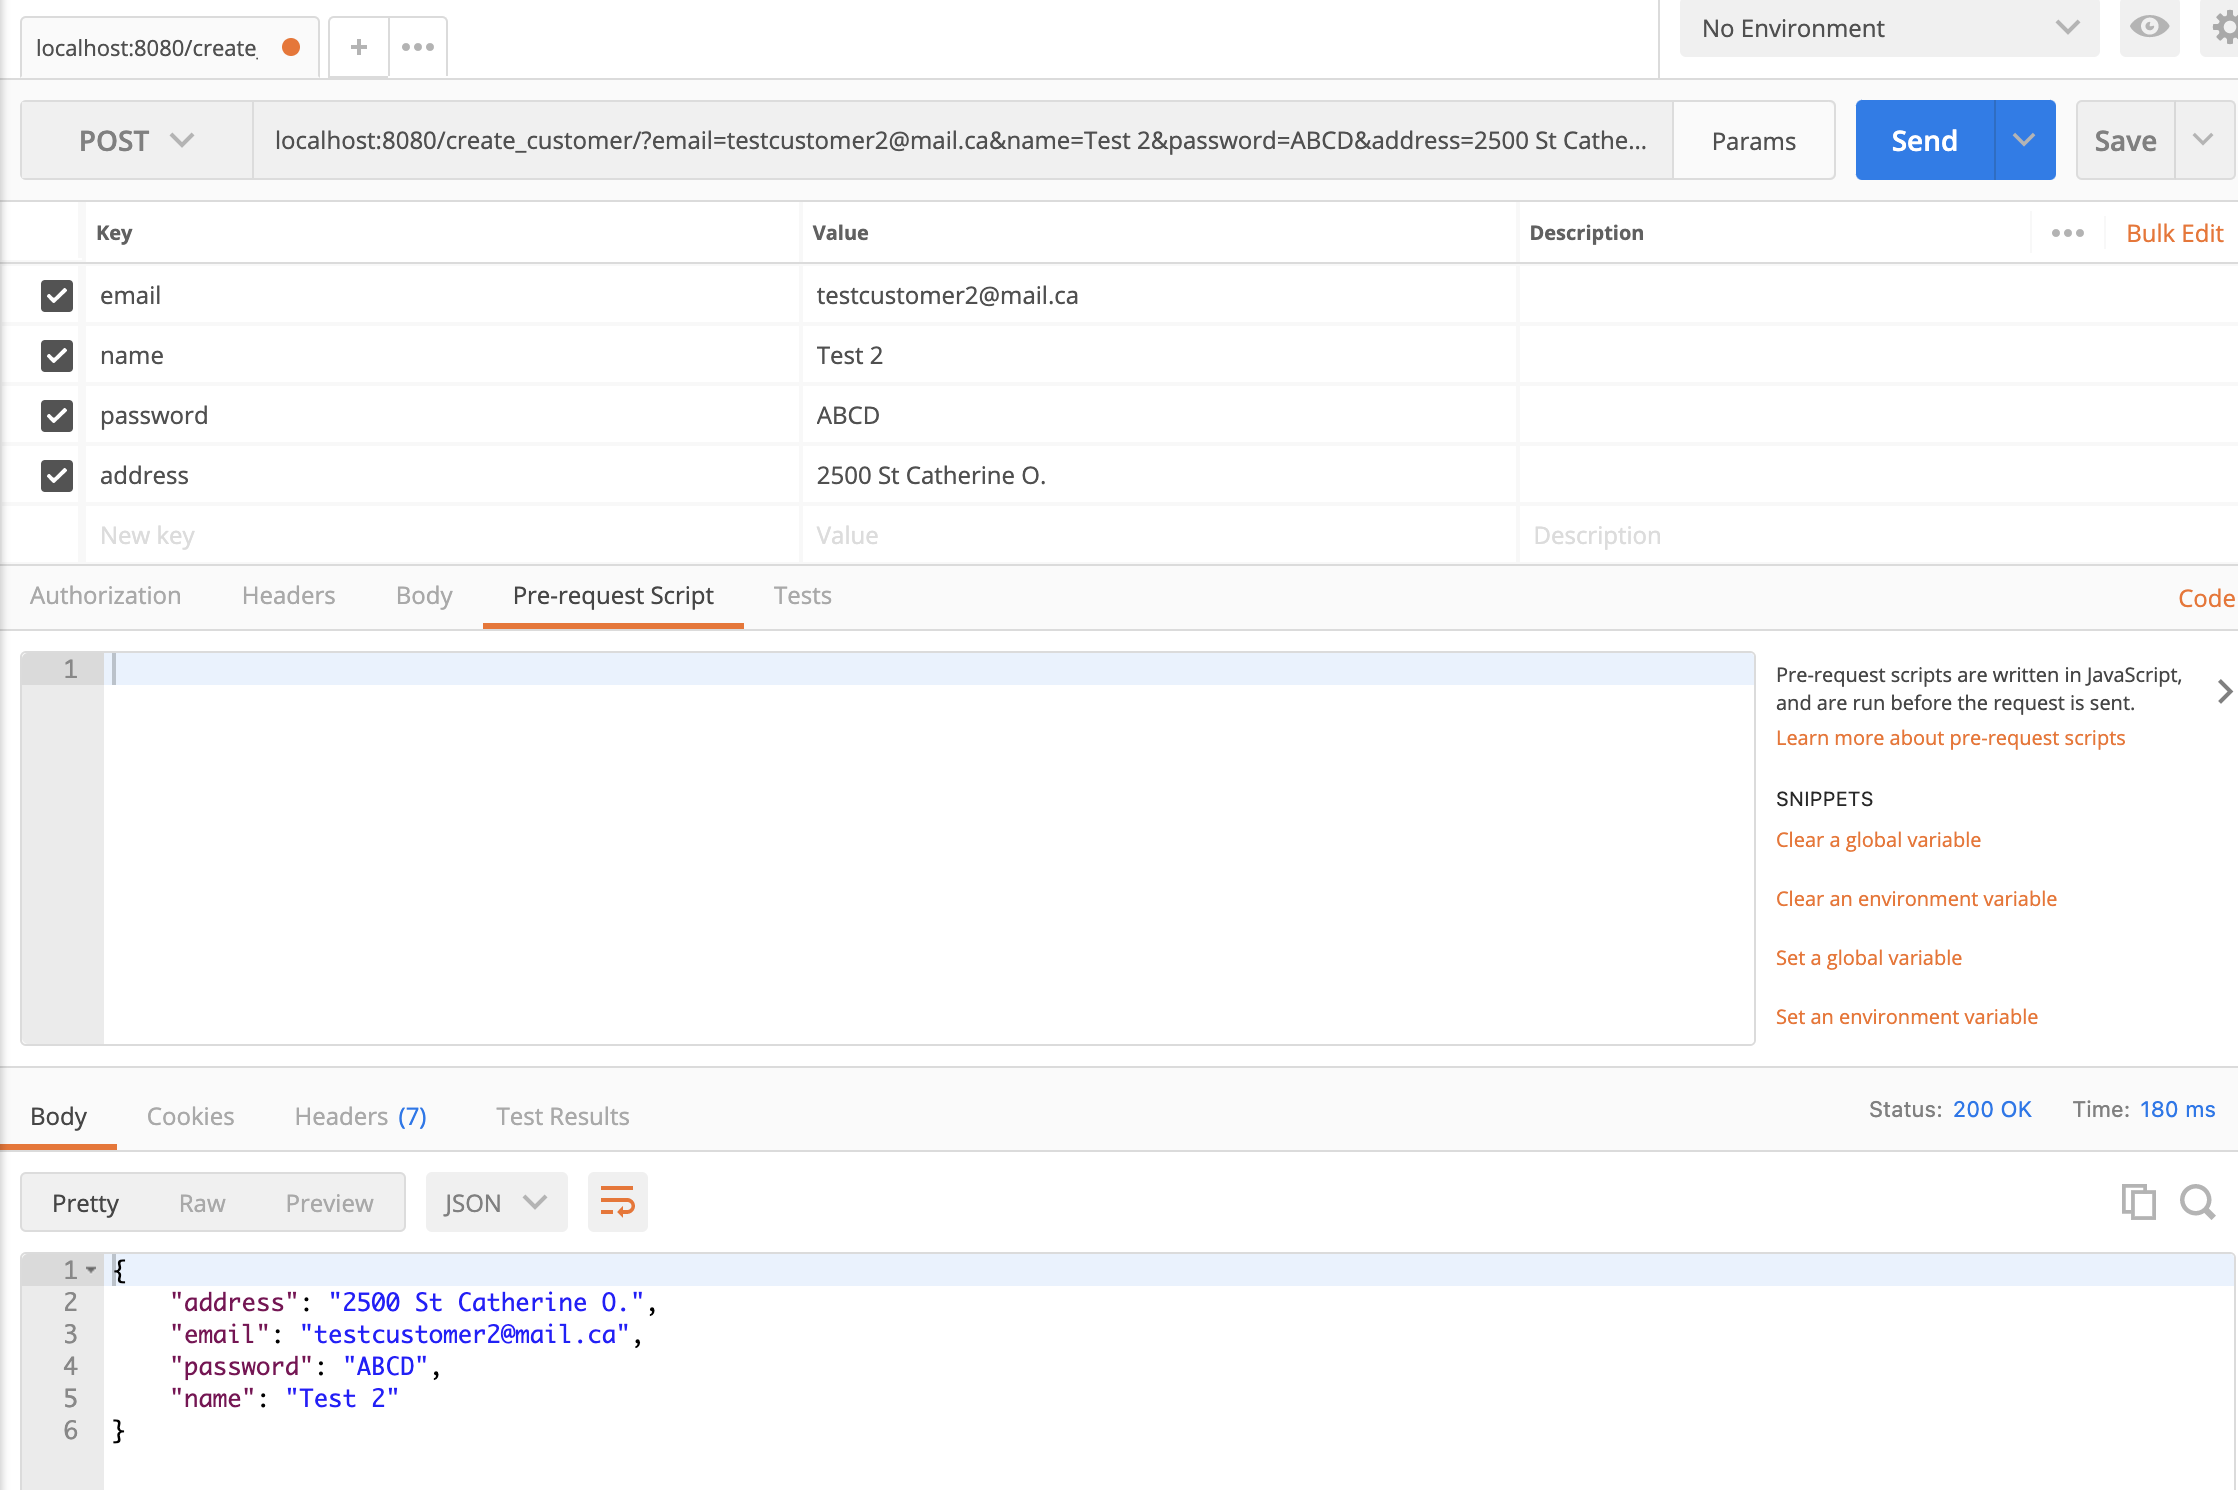 localhost:8080/create_
No Environment
POST
localhost:8080/create_customer/?email=testcustomer2@mail.ca&name=Test 2&password=ABCD&address=2500 St Cathe...
Params
Send
Save
Key
Value
Description
Bulk Edit
email
testcustomer2@mail.ca
name
Test 2
password
ABCD
address
2500 St Catherine O.
New key
Value
Description
Authorization
Headers
Body
Pre-request Script
Tests
Code
1
Pre-request scripts are written in JavaScript,
and are run before the request is sent.
Learn more about pre-request scripts
SNIPPETS
Clear a global variable
Clear an environment variable
Set a global variable
Set an environment variable
Body
Cookies
Headers (7)
Test Results
Status: 200 OK
Time: 180 ms
Pretty
Raw
Preview
JSON
1 {
2 "address": "2500 St Catherine O.",
3 "email": "testcustomer2@mail.ca",
4 "password": "ABCD",
5 "name": "Test 2"
6 }